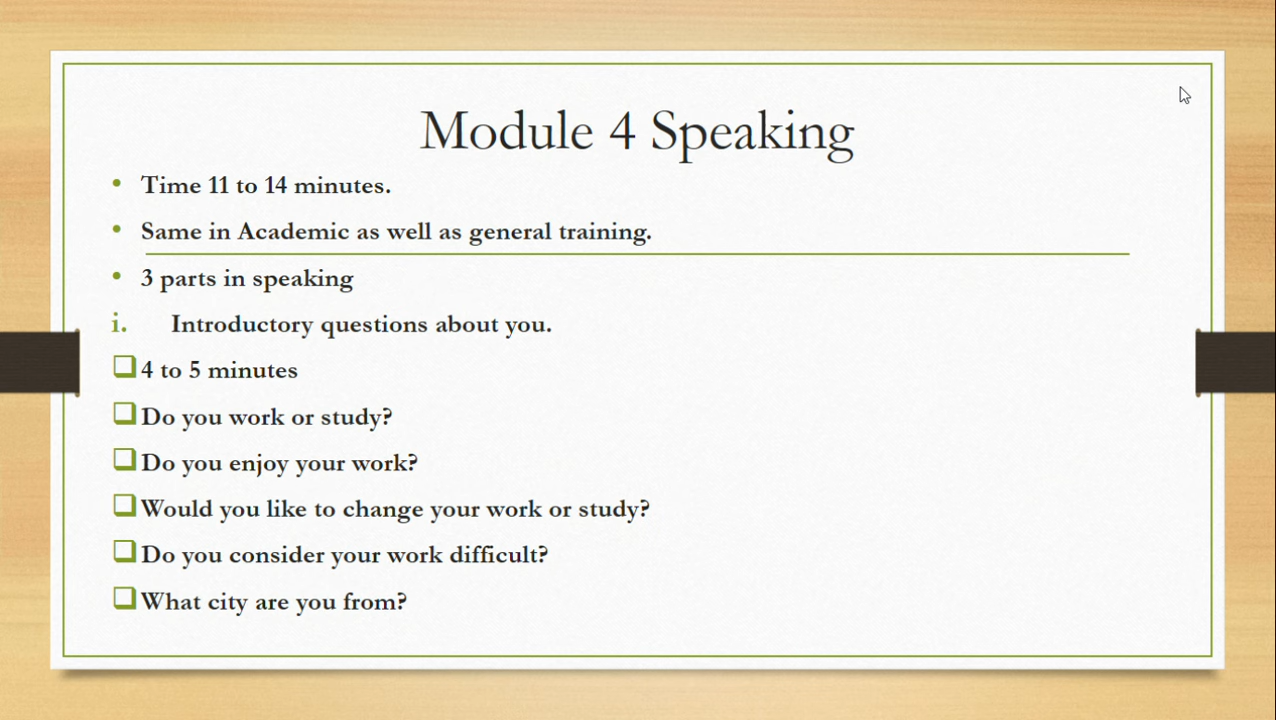 Module 4 Speaking
• Time 11 to 14 minutes.
• Same in Academic as well as general training.
• 3 parts in speaking
i. Introductory questions about you.
❑ 4 to 5 minutes
❑ Do you work or study?
❑ Do you enjoy your work?
❑ Would you like to change your work or study?
❑ Do you consider your work difficult?
❑ What city are you from?